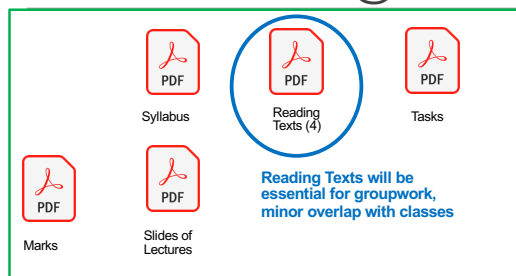 PDF
PDF
PDF
Syllabus
Reading
Texts (4)
Tasks
PDF
PDF
Reading Texts will be
essential for groupwork,
minor overlap with classes
Marks
Slides of
Lectures